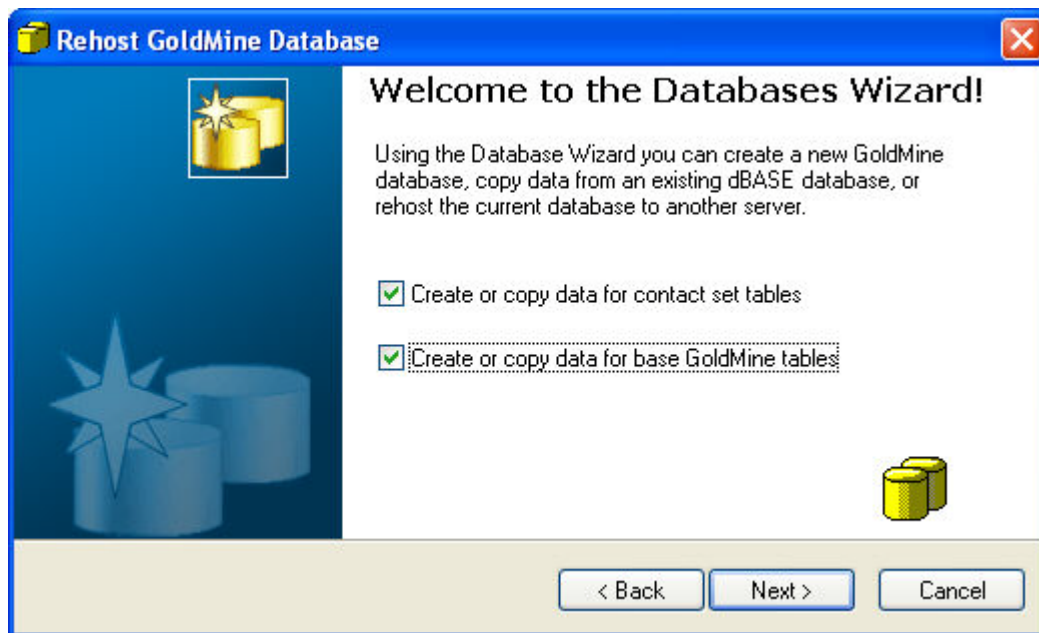 Rehost GoldMine Database
Welcome to the Databases Wizard!
Using the Database Wizard you can create a new GoldMine
database, copy data from an existing dBASE database, or
rehost the current database to another server.
Create or copy data for contact set tables
Create or copy data for base GoldMine tables
< Back
Next >
Cancel